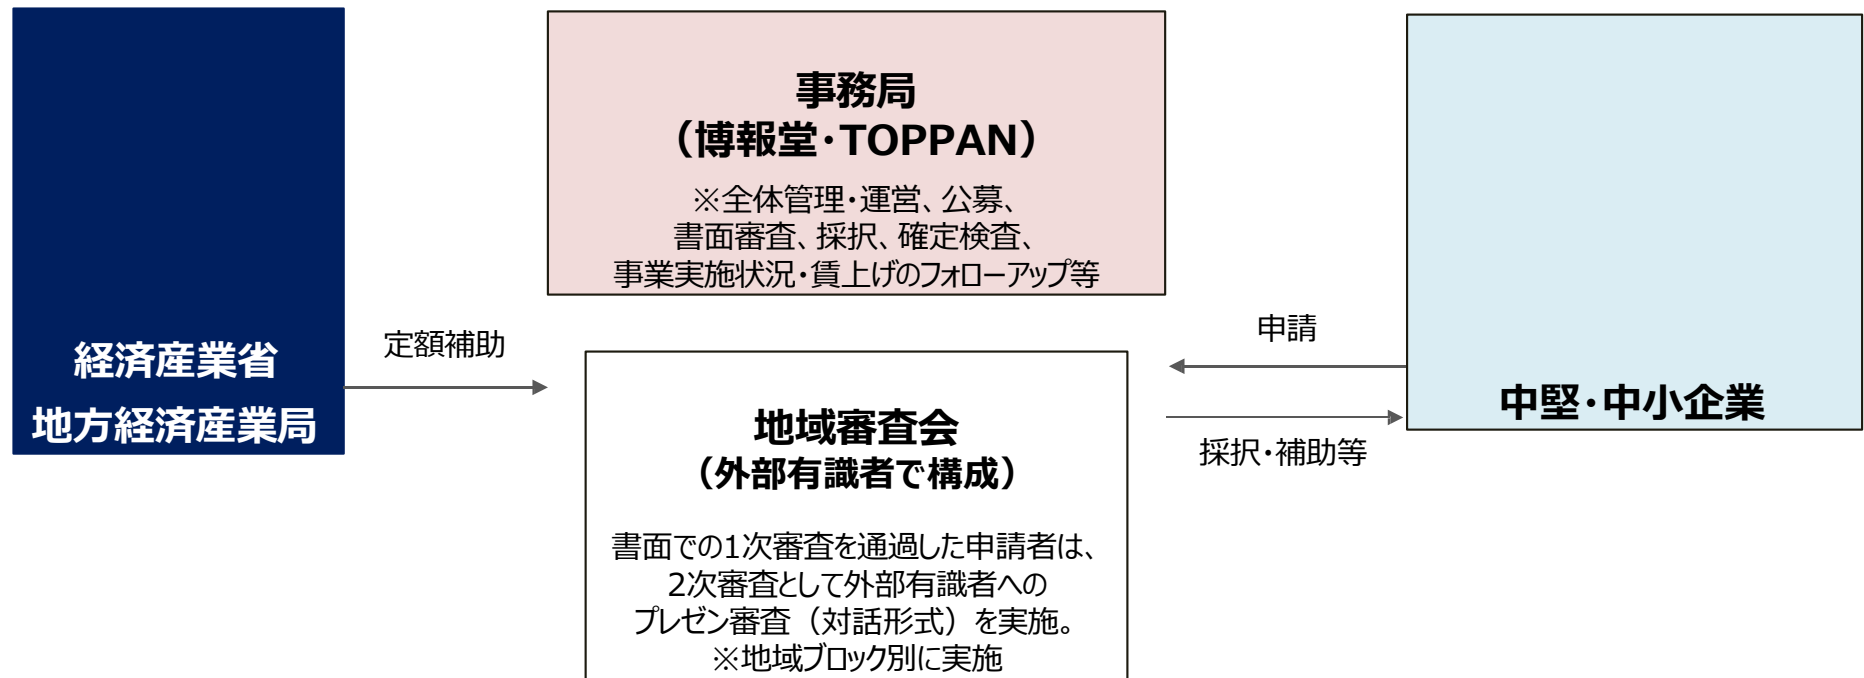 経済産業省
地方経済産業局
定額補助
事務局
（博報堂・TOPPAN）
※全体管理・運営、公募、
書面審査、採択、確定検査、
事業実施状況・賃上げのフォローアップ等
地域審査会
（外部有識者で構成）
書面での1次審査を通過した申請者は、
2次審査として外部有識者への
プレゼン審査（対話形式）を実施。
※地域ブロック別に実施
申請
採択・補助等
中堅・中小企業